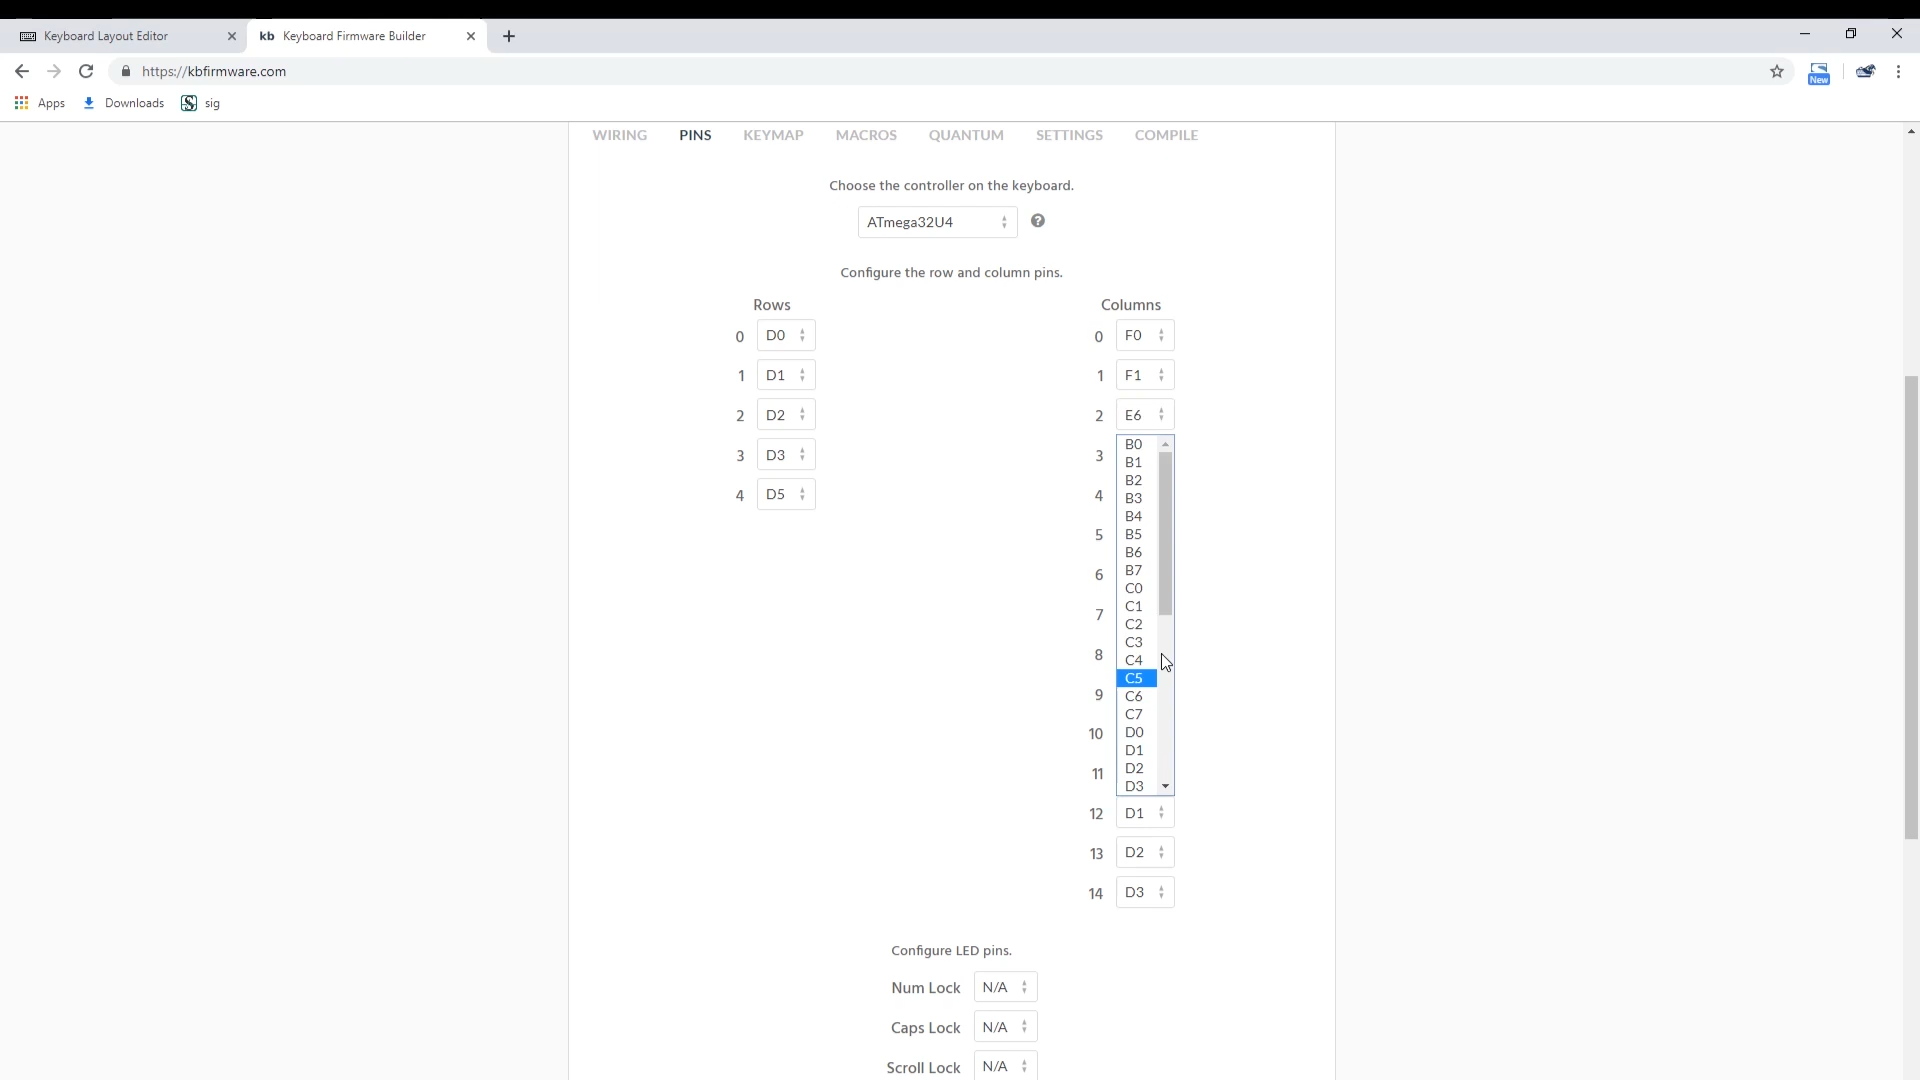 Keyboard Layout Editor
kb Keyboard Firmware Builder
https://kbfirmware.com
New
Apps Downloads S sig
WIRING PINS KEYMAP MACROS QUANTUM SETTINGS COMPILE
Choose the controller on the keyboard.
ATmega32U4 ?
Configure the row and column pins.
Rows Columns
0 D0 0 F0
1 D1 1 F1
2 D2 2 E6
3 D3 3
4 D5 4
5
6
7
8
9
10
11
B0
B1
B2
B3
B4
B5
B6
B7
C0
C1
C2
C3
C4
C5
C6
C7
D0
D1
D2
D3
12 D1
13 D2
14 D3
Configure LED pins.
Num Lock N/A
Caps Lock N/A
Scroll Lock N/A